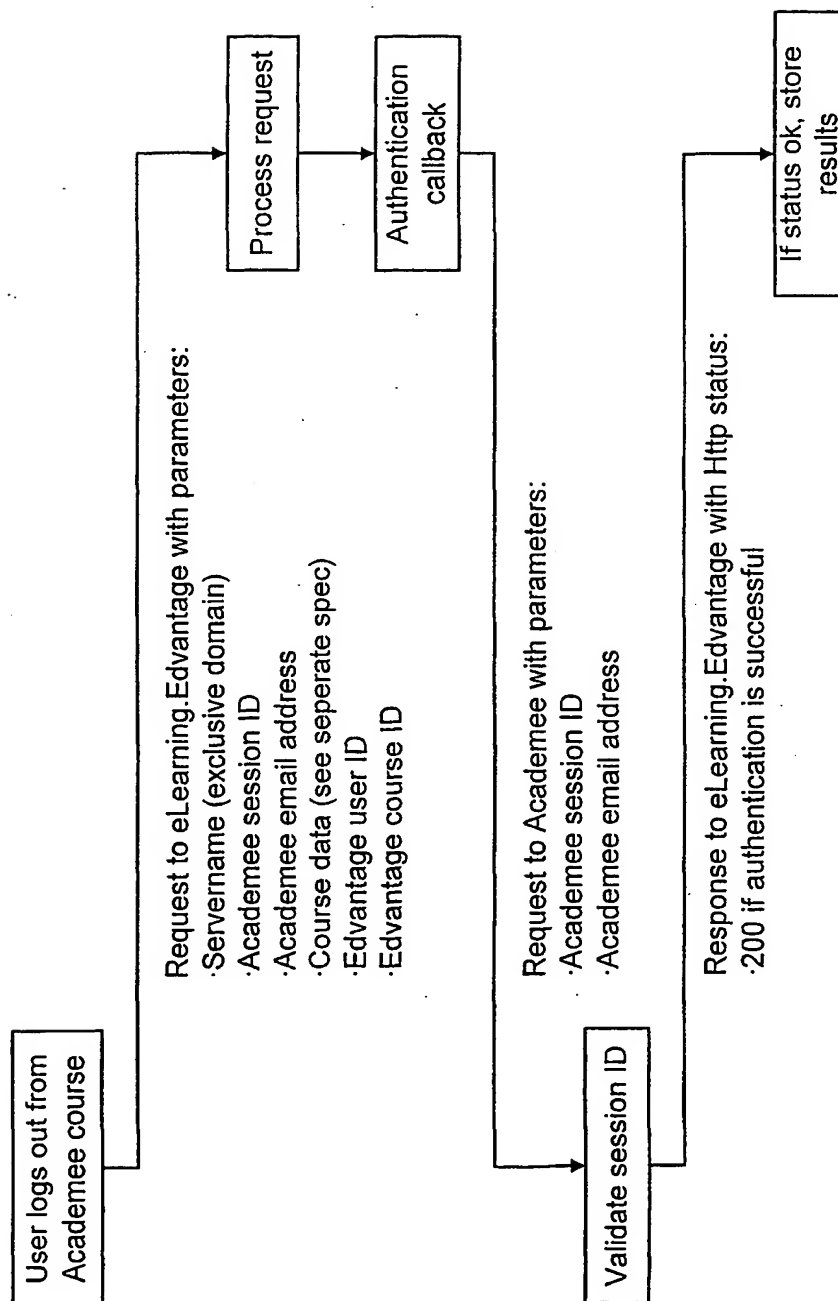 User logs out from
Academee course
Request to eLearning.Edvantage with parameters:
·Servername (exclusive domain)
·Academee session ID
·Academee email address
·Course data (see seperate spec)
·Edvantage user ID
·Edvantage course ID
Process request
Authentication
callback
Request to Academee with parameters:
·Academee session ID
·Academee email address
Validate session ID
Response to eLearning.Edvantage with Http status:
·200 if authentication is successful
If status ok, store
results